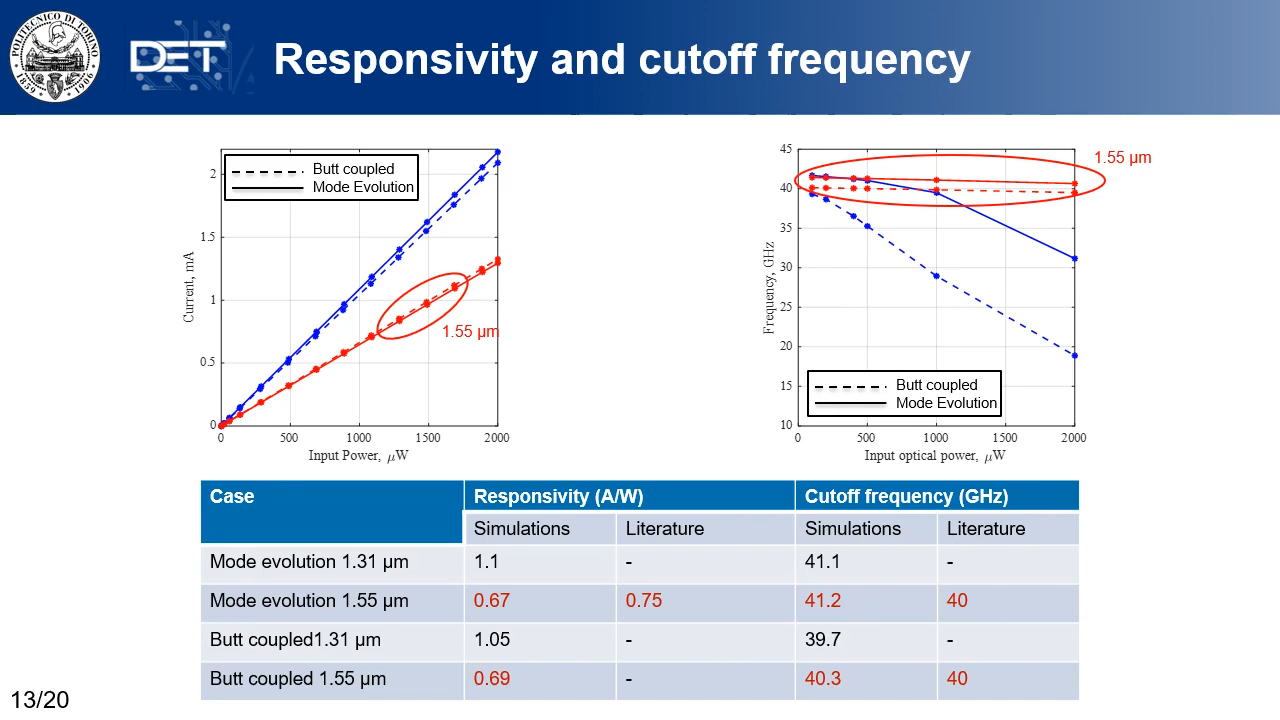 POLITECNICO DI TORINO
1859
1906
DET
Responsivity and cutoff frequency
Butt coupled
Mode Evolution
2
1.5
1
0.5
0
0
500
1000
1500
2000
Current, mA
Input Power, μW
1.55 μm
45
40
35
30
25
20
15
10
0
500
1000
1500
2000
Frequency, GHz
Input optical power, μW
1.55 μm
Butt coupled
Mode Evolution
Case Responsivity (A/W) Cutoff frequency (GHz)
Simulations Literature Simulations Literature
Mode evolution 1.31 μm 1.1 - 41.1 -
Mode evolution 1.55 μm 0.67 0.75 41.2 40
Butt coupled1.31 μm 1.05 - 39.7 -
Butt coupled 1.55 μm 0.69 - 40.3 40
13/20